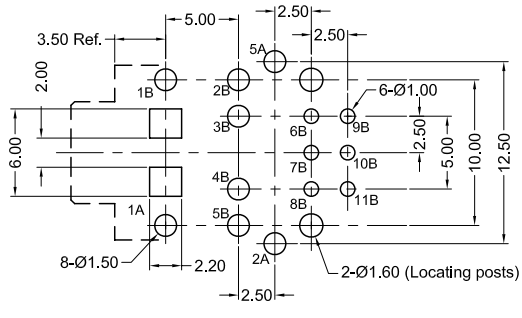 2.50
5.00
3.50 Ref.
2.50
5A
1B
2B
6-Ø1.00
2.00
3B
6B
9B
6.00
2.50
5.00
10.00
12.50
7B
10B
4B
8B
11B
1A
5B
8-Ø1.50
2.20
2A
2-Ø1.60 (Locating posts)
2.50